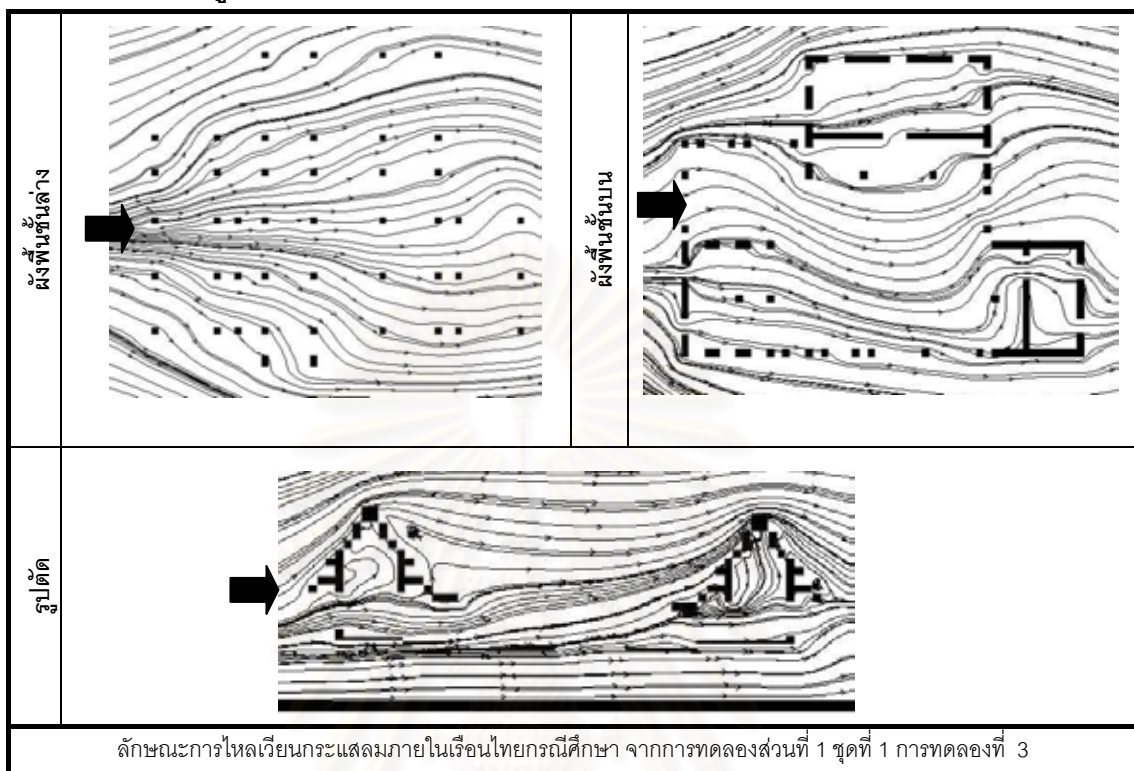 ผังพื้นชั้นล่าง
ผังพื้นชั้นบน
รูปตัด
ลักษณะการไหลเวียนกระแสลมภายในเรือนไทยกรณีศึกษา จากการทดลองส่วนที่ 1 ชุดที่ 1 การทดลองที่ 3